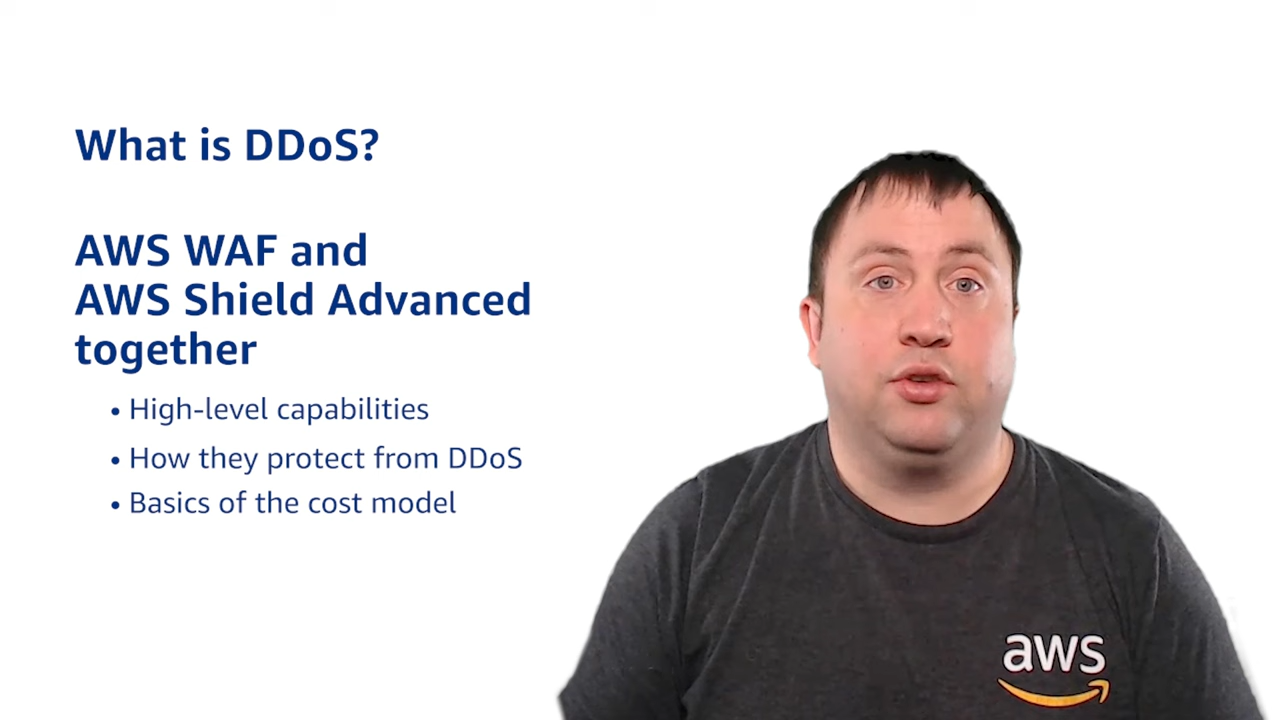 What is DDoS?
AWS WAF and
AWS Shield Advanced
together
• High-level capabilities
• How they protect from DDoS
• Basics of the cost model
aws